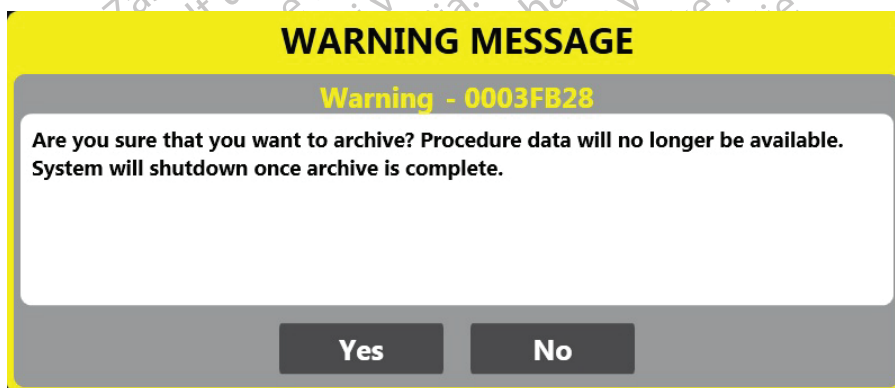 WARNING MESSAGE
Warning - 0003FB28
Are you sure that you want to archive? Procedure data will no longer be available.
System will shutdown once archive is complete.
Yes
No